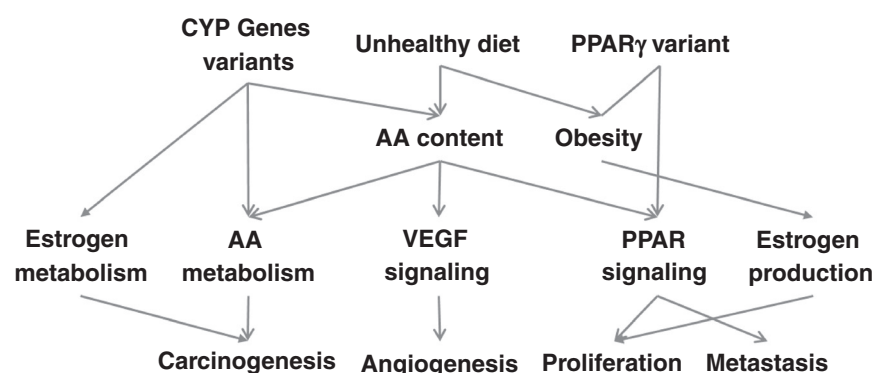 CYP Genes
variants
Unhealthy diet
PPARγ variant
AA content
Obesity
Estrogen
metabolism
AA
metabolism
VEGF
signaling
PPAR
signaling
Estrogen
production
Carcinogenesis
Angiogenesis
Proliferation
Metastasis